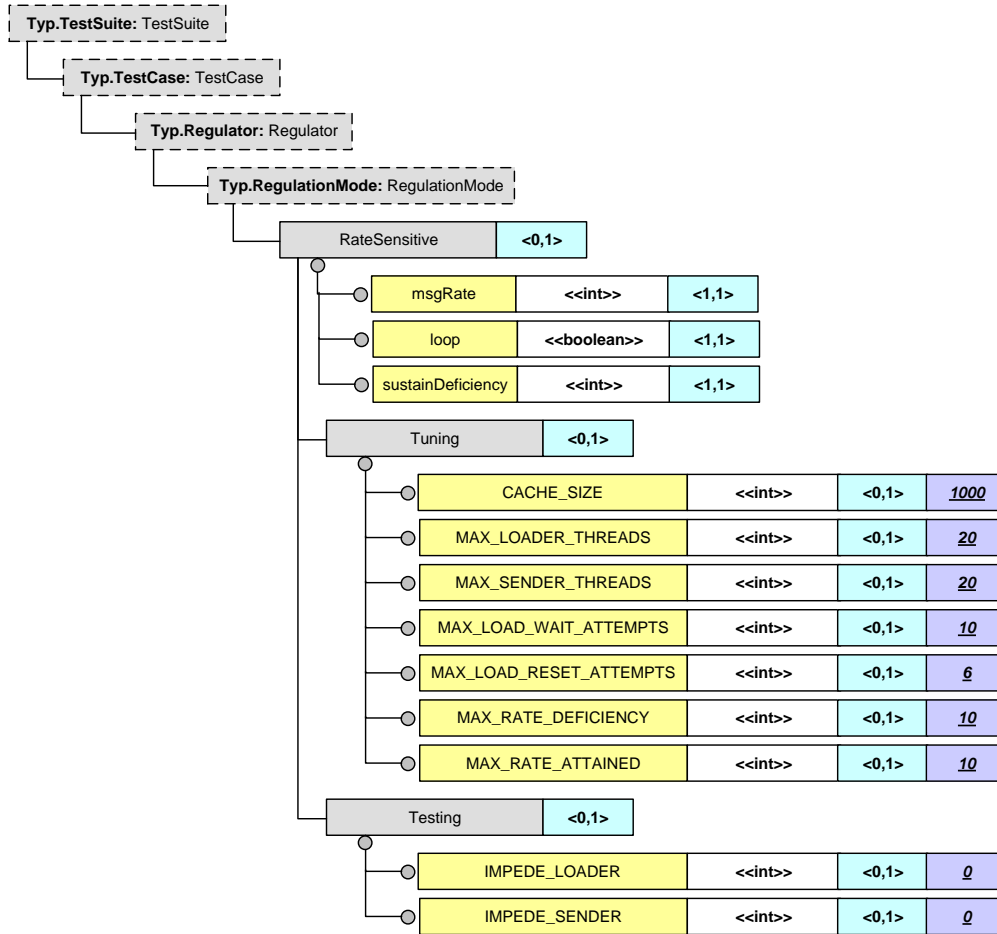 Typ.TestSuite: TestSuite
Typ.TestCase: TestCase
Typ.Regulator: Regulator
Typ.RegulationMode: RegulationMode
RateSensitive <0,1>
msgRate <<int>> <1,1>
loop <<boolean>> <1,1>
sustainDeficiency <<int>> <1,1>
Tuning <0,1>
CACHE_SIZE <<int>> <0,1> 1000
MAX_LOADER_THREADS <<int>> <0,1> 20
MAX_SENDER_THREADS <<int>> <0,1> 20
MAX_LOAD_WAIT_ATTEMPTS <<int>> <0,1> 10
MAX_LOAD_RESET_ATTEMPTS <<int>> <0,1> 6
MAX_RATE_DEFICIENCY <<int>> <0,1> 10
MAX_RATE_ATTAINED <<int>> <0,1> 10
Testing <0,1>
IMPEDE_LOADER <<int>> <0,1> 0
IMPEDE_SENDER <<int>> <0,1> 0